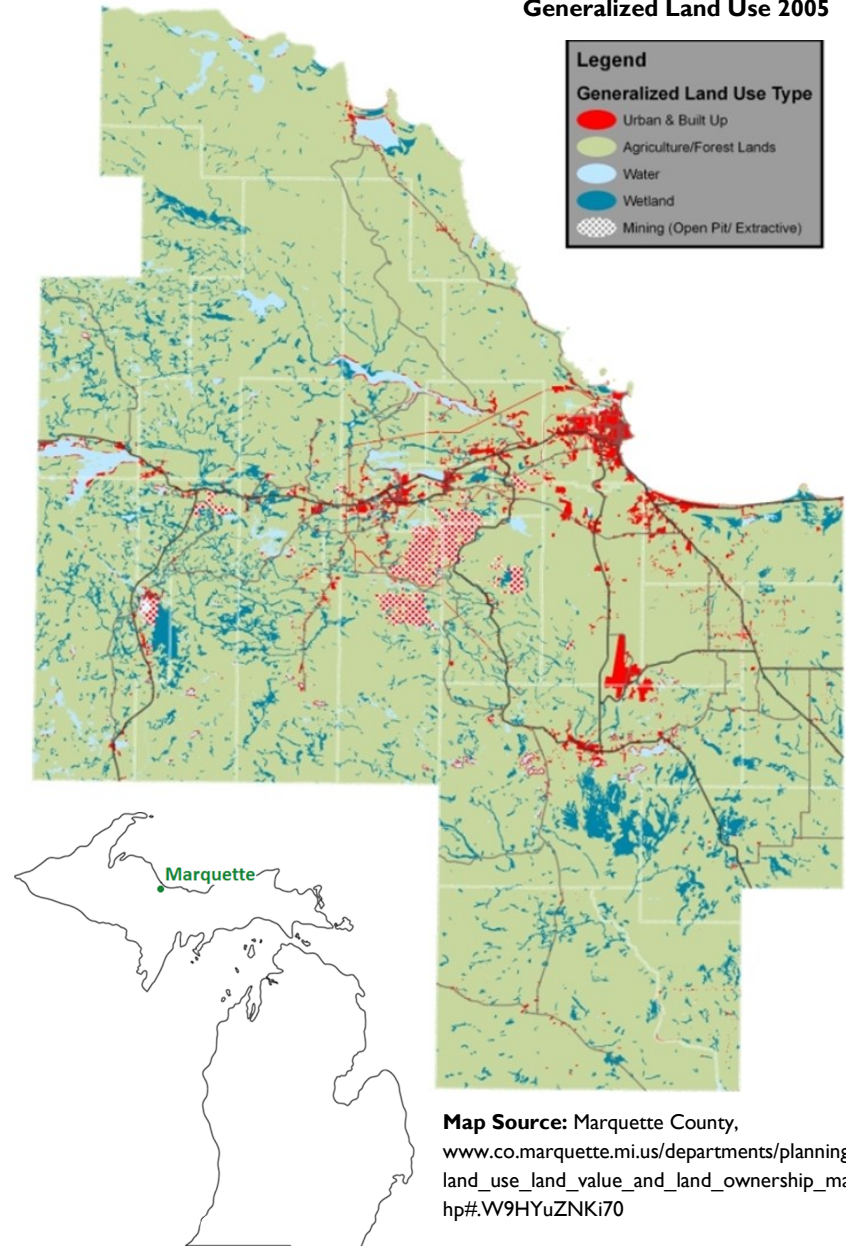 Generalized Land Use 2005
Legend
Generalized Land Use Type
Urban & Built Up
Agriculture/Forest Lands
Water
Wetland
Mining (Open Pit/ Extractive)
Marquette
Map Source: Marquette County,
www.co.marquette.mi.us/departments/planning
land_use_land_value_and_land_ownership_ma
hp#.W9HYuZNKi70